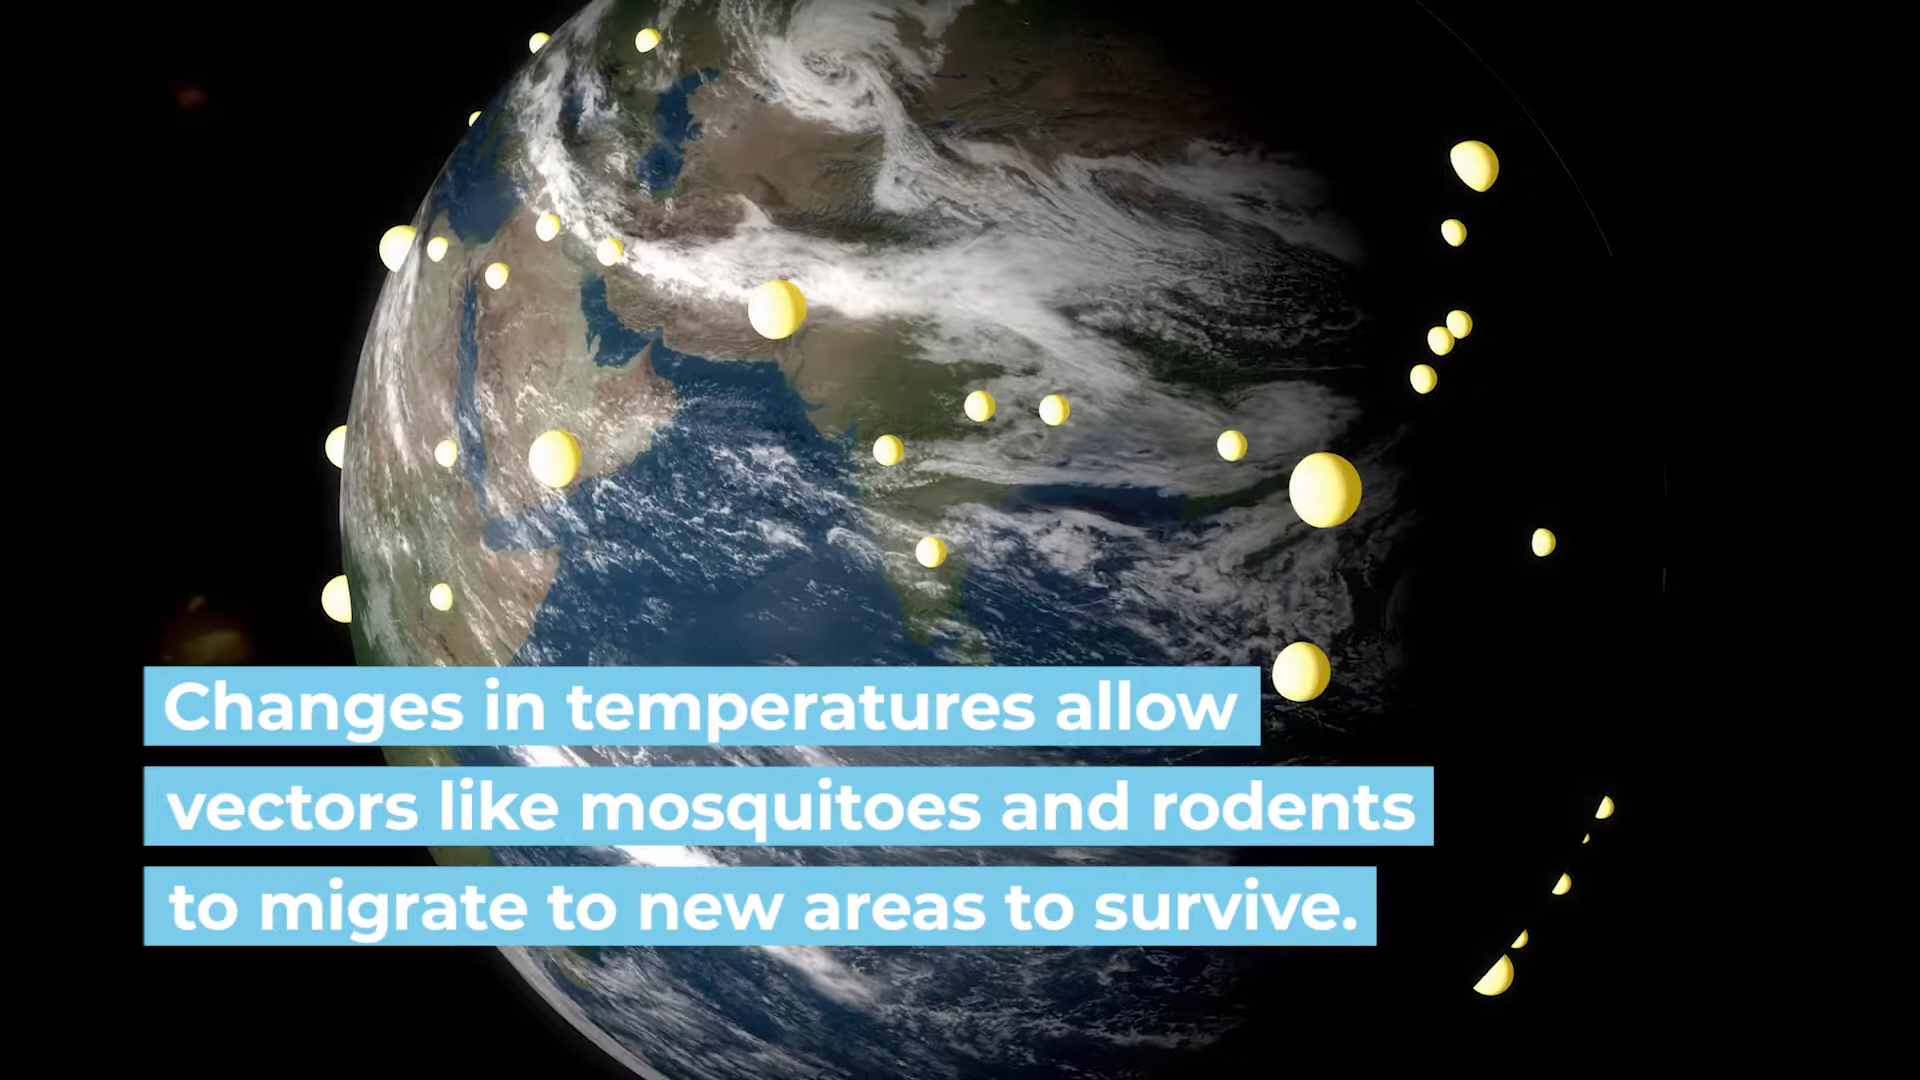 Changes in temperatures allow
vectors like mosquitoes and rodents
to migrate to new areas to survive.